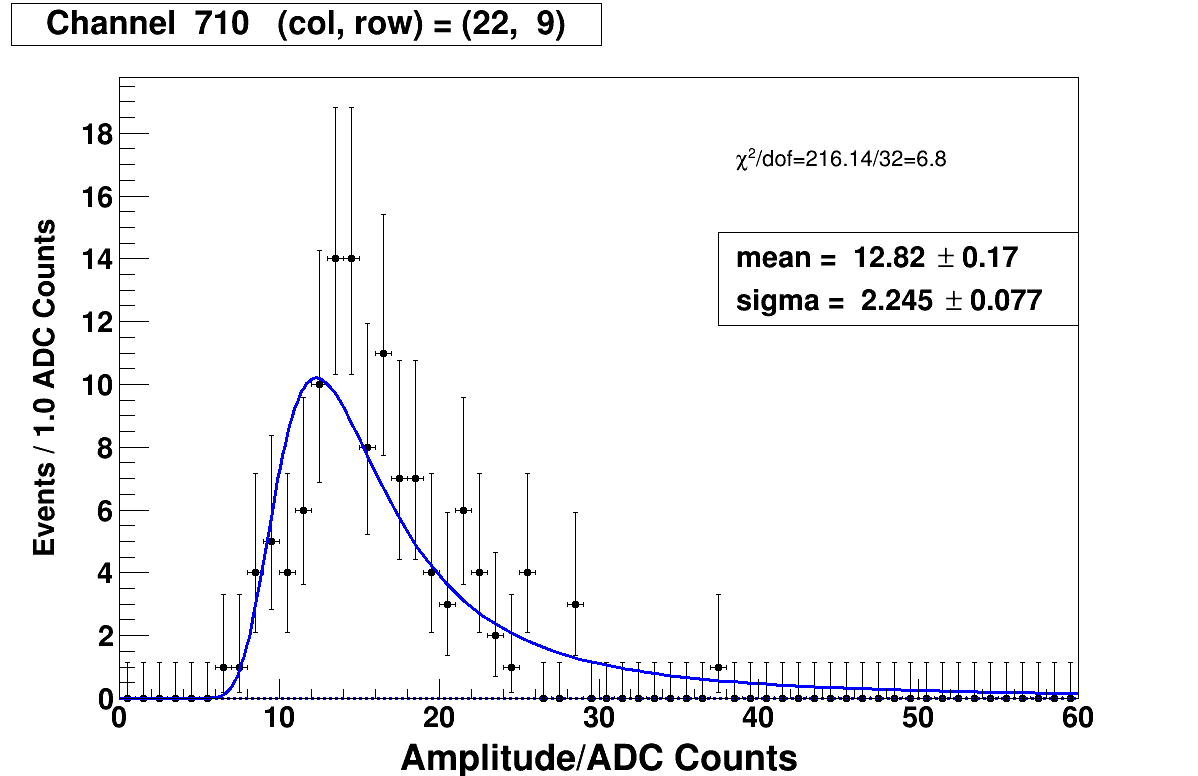 Channel 710 (col, row) = (22, 9)
χ²/dof=216.14/32=6.8
mean = 12.82 ± 0.17
sigma = 2.245 ± 0.077
Events / 1.0 ADC Counts
18
16
14
12
10
8
6
4
2
0
0 10 20 30 40 50 60
Amplitude/ADC Counts